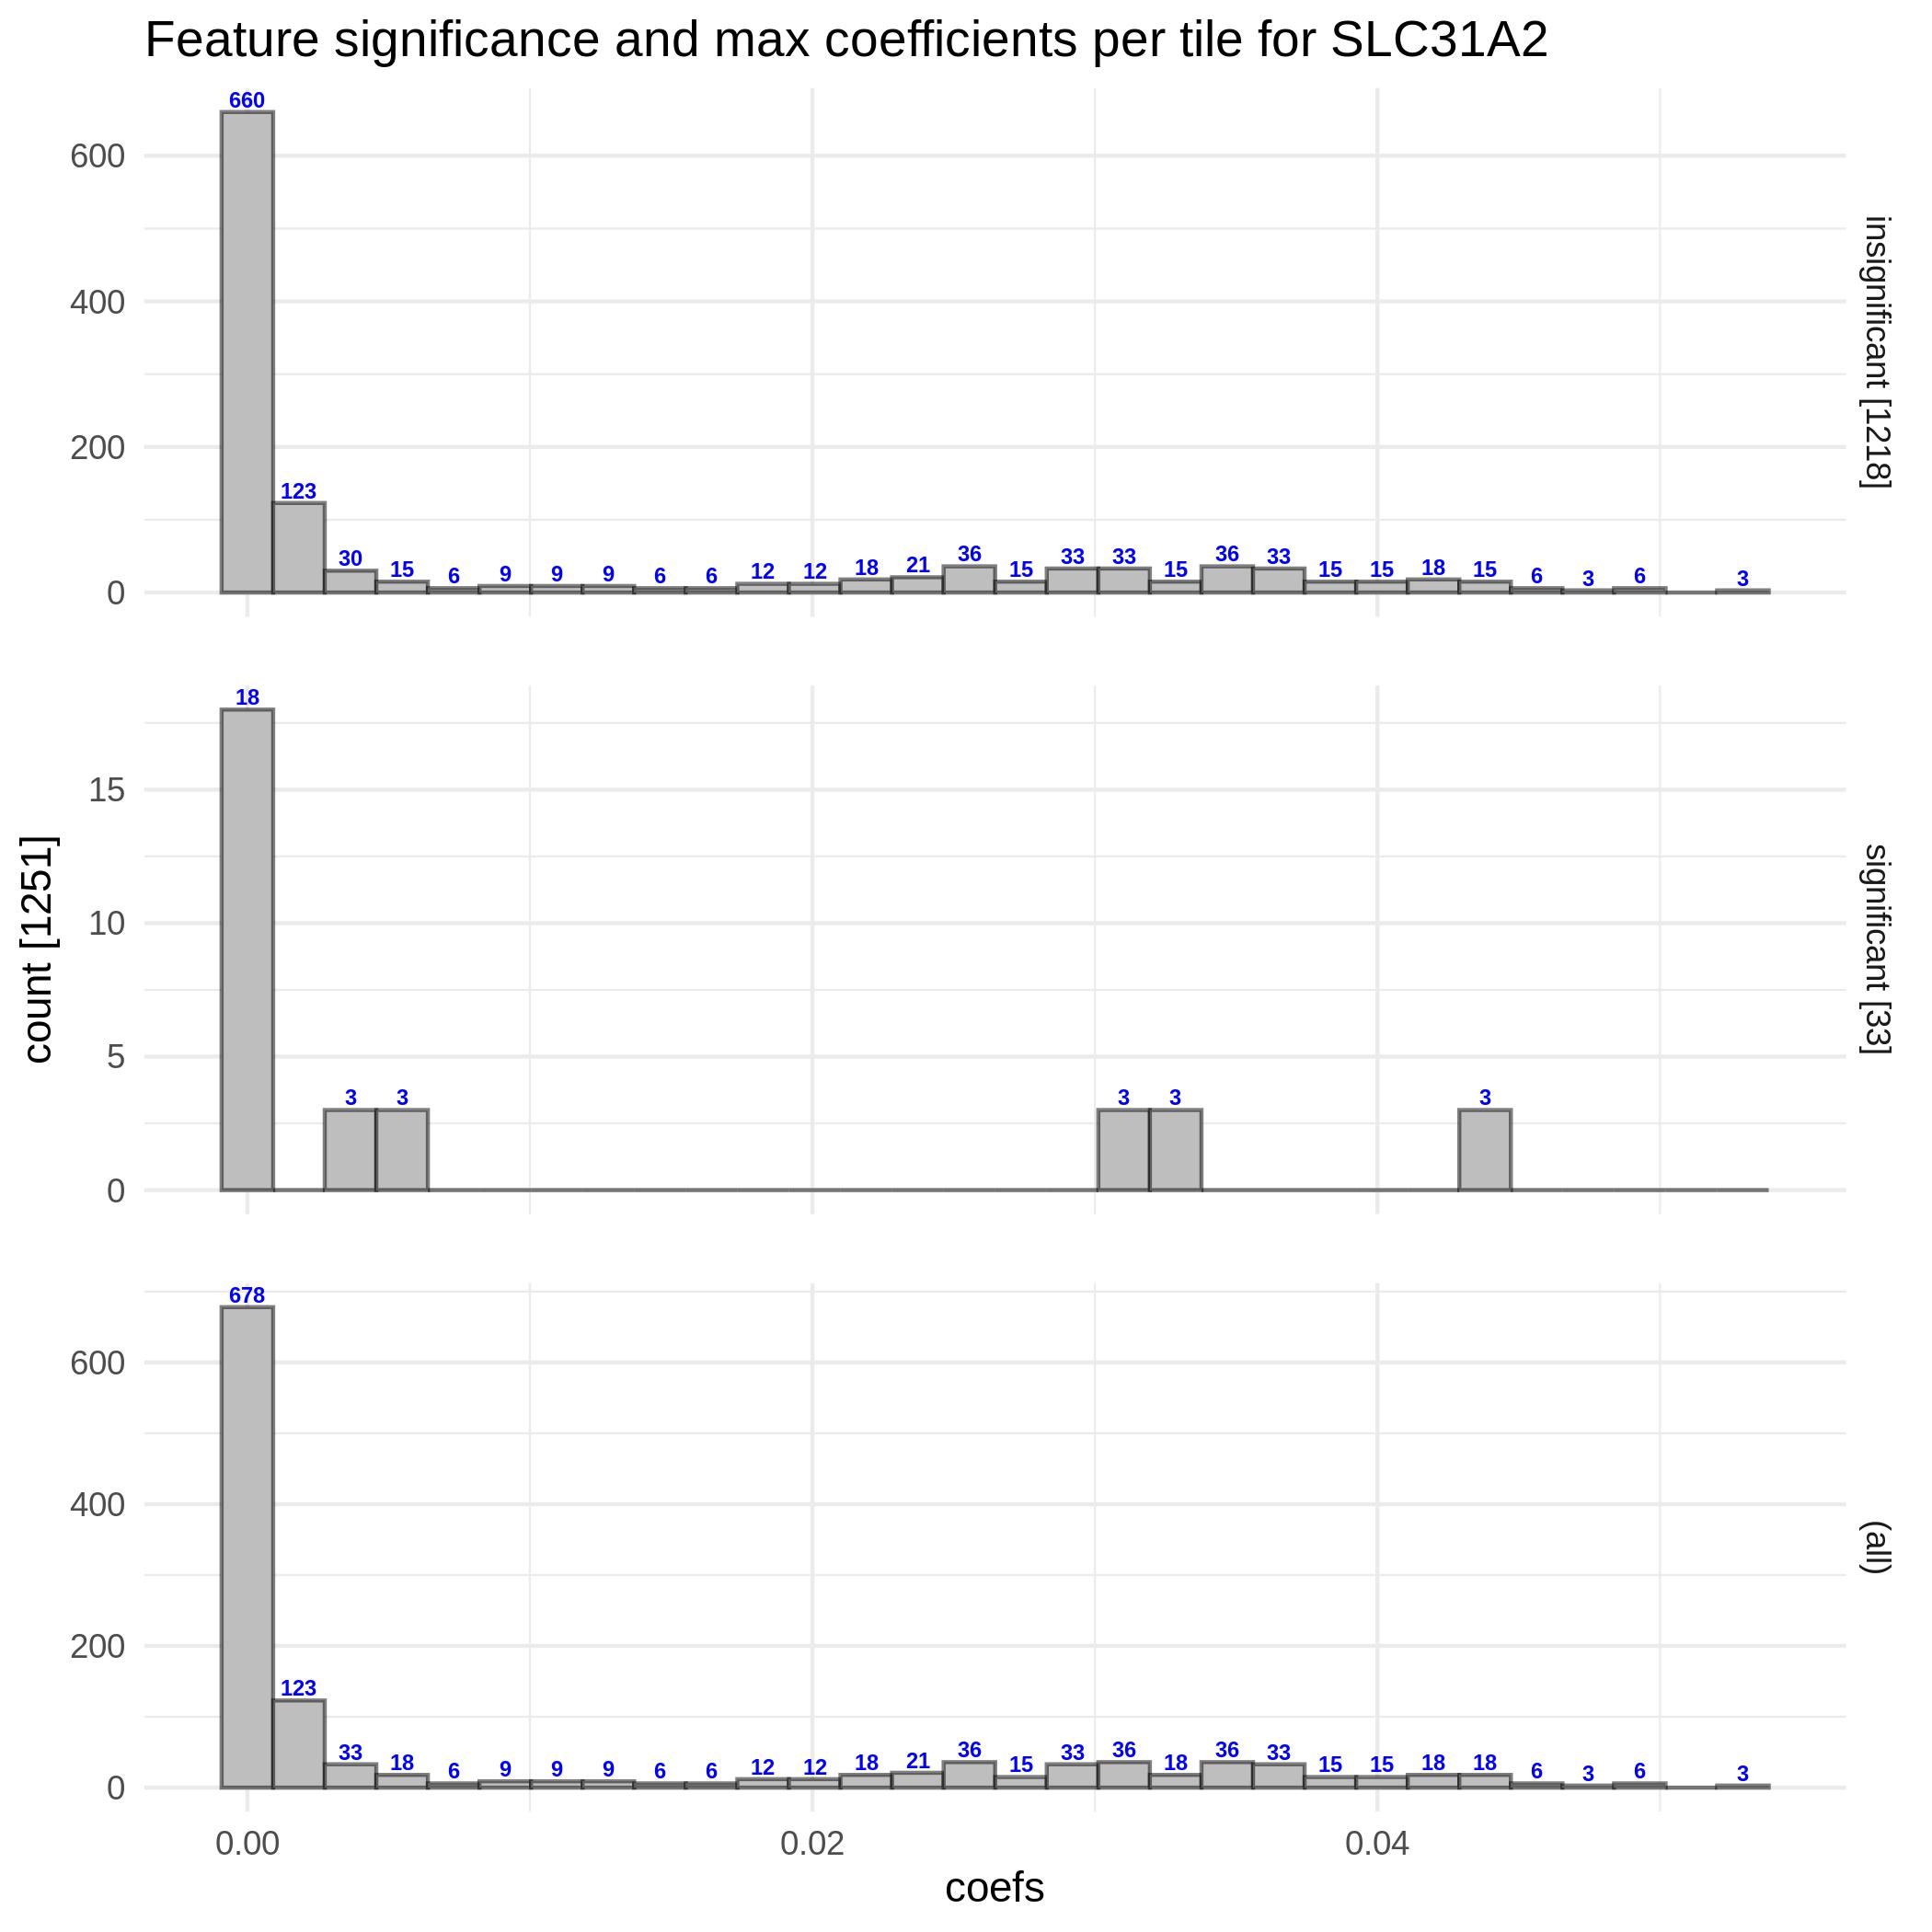 Feature significance and max coefficients per tile for SLC31A2
660
600
400
200
123
30 15 6 9 9 9 6 6 12 12 18 21 36 15 33 33 15 36 33 15 15 18 15 6 3 6 3
0
insignificant [1218]
18
15
10
5
3 3 3 3 3
0
significant [33]
count [1251]
678
600
400
200
123
33 18 6 9 9 9 6 6 12 12 18 21 36 15 33 36 18 36 33 15 15 18 18 6 3 6 3
0
(all)
0.00 0.02 0.04
coefs